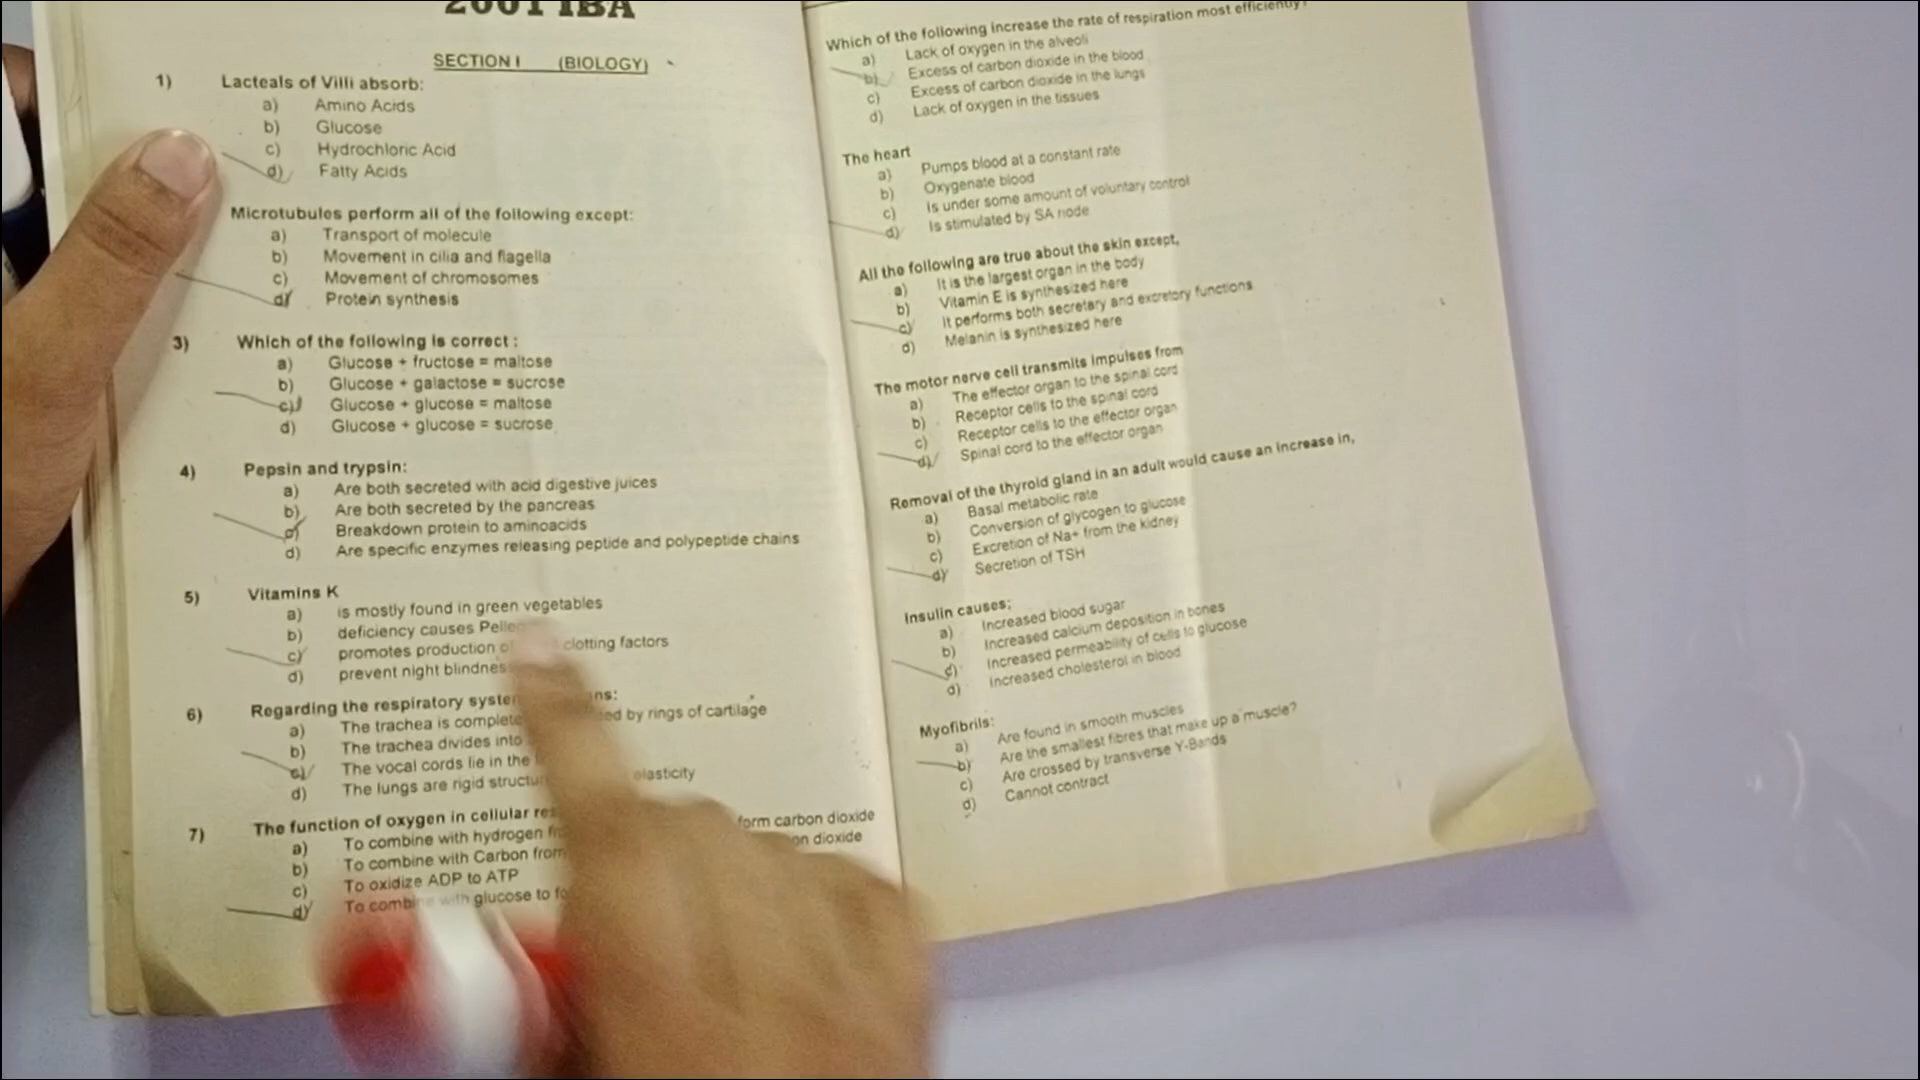 2001 IBA
SECTION I (BIOLOGY)
1) Lacteals of Villi absorb:
a) Amino Acids
b) Glucose
c) Hydrochloric Acid
d) Fatty Acids
Microtubules perform all of the following except:
a) Transport of molecule
b) Movement in cilia and flagella
c) Movement of chromosomes
d) Protein synthesis
3) Which of the following is correct :
a) Glucose + fructose = maltose
b) Glucose + galactose = sucrose
c) Glucose + glucose = maltose
d) Glucose + glucose = sucrose
4) Pepsin and trypsin:
a) Are both secreted with acid digestive juices
b) Are both secreted by the pancreas
c) Breakdown protein to aminoacids
d) Are specific enzymes releasing peptide and polypeptide chains
5) Vitamins K
a) is mostly found in green vegetables
b) deficiency causes
c) promotes production clotting factors
d) prevent night
6) Regarding the respiratory
a) The trachea is by rings of cartilage
b) The trachea divides into
c) The vocal cords lie in the
d) The lungs are rigid elasticity
7) The function of oxygen in cellular
a) To combine with hydrogen form carbon dioxide
b) To combine with Carbon from dioxide
c) To oxidize ADP to ATP
d) To with glucose to
Which of the following increase the rate of respiration most efficiently?
a) Lack of oxygen in the alveoli
b) Excess of carbon dioxide in the blood
c) Excess of carbon dioxide in the lungs
d) Lack of oxygen in the tissues
The heart
a) Pumps blood at a constant rate
b) Oxygenate blood
c) Is under some amount of voluntary control
d) Is stimulated by SA node
All the following are true about the skin except,
a) It is the largest organ in the body
b) Vitamin E is synthesized here
c) It performs both secretary and excretory functions
d) Melanin is synthesized here
The motor nerve cell transmits impulses from
a) The effector organ to the spinal cord
b) Receptor cells to the spinal cord
c) Receptor cells to the effector organ
d) Spinal cord to the effector organ
Removal of the thyroid gland in an adult would cause an increase in,
a) Basal metabolic rate
b) Conversion of glycogen to glucose
c) Excretion of Na+ from the kidney
d) Secretion of TSH
Insulin causes:
a) Increased blood sugar
b) Increased calcium deposition in bones
c) Increased permeability of cells to glucose
d) Increased cholesterol in blood
Myofibrils:
a) Are found in smooth muscles
b) Are the smallest fibres that make up a muscle?
c) Are crossed by transverse Y-Bands
d) Cannot contract